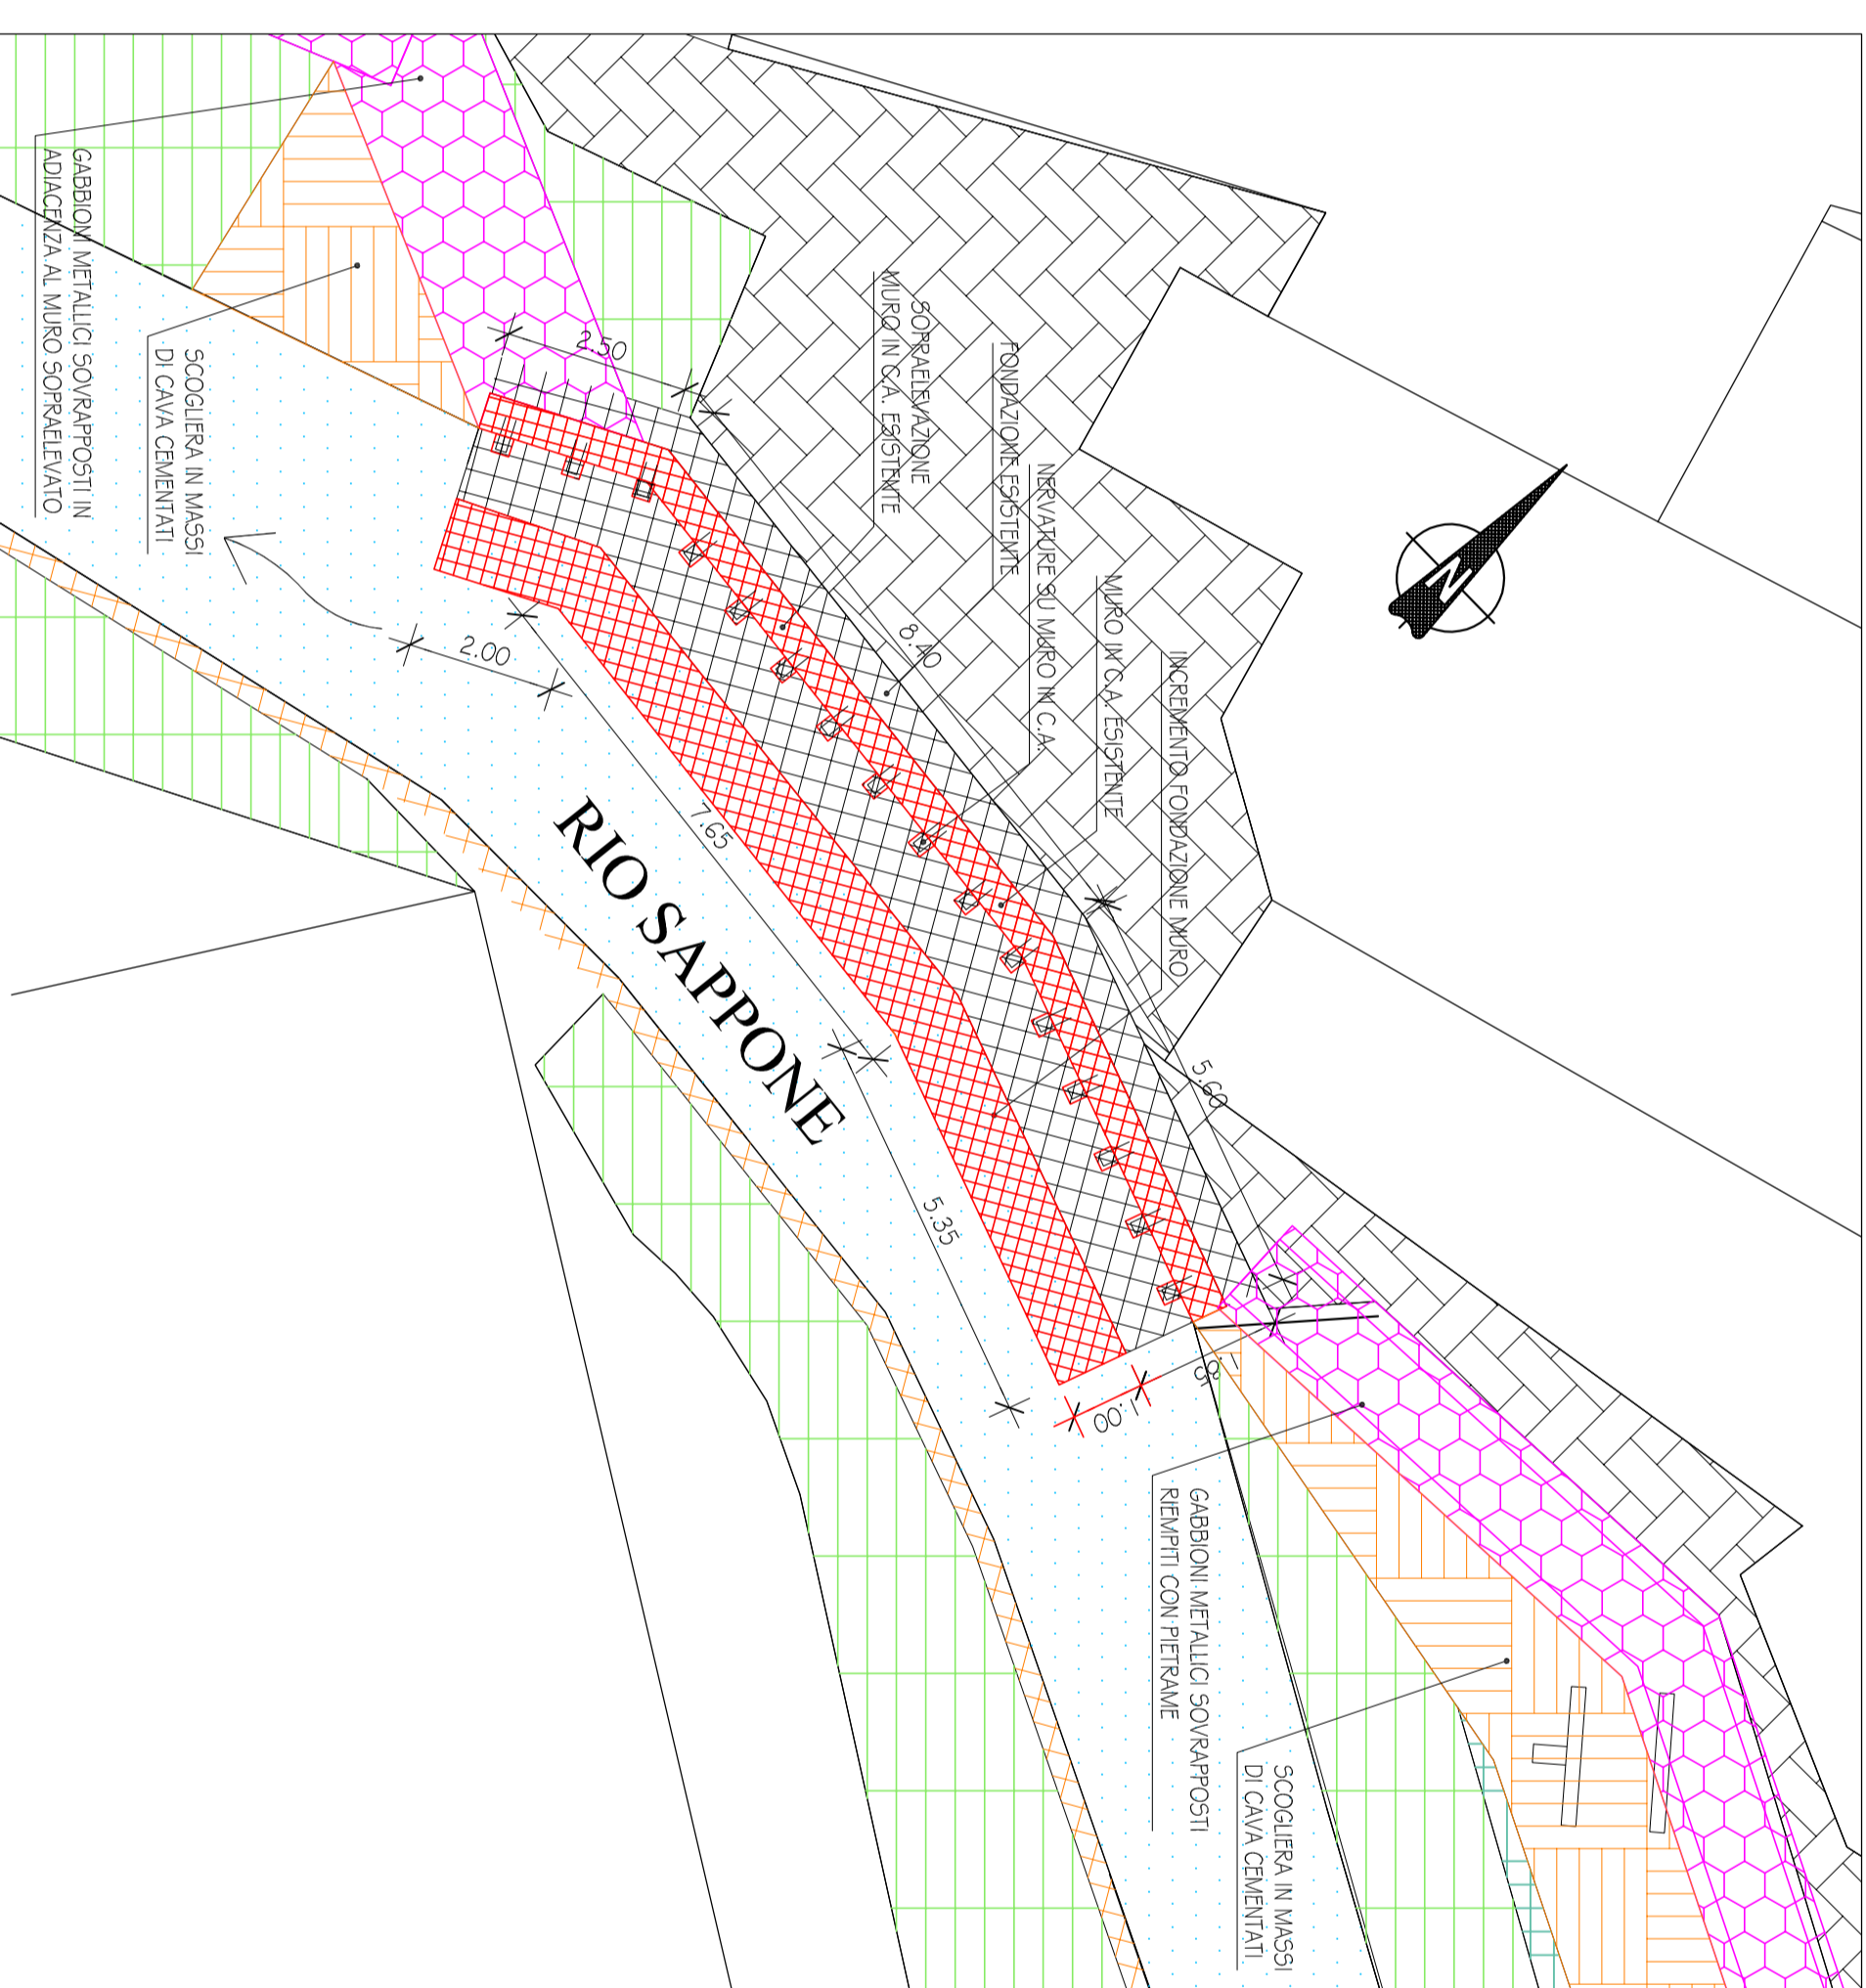 GABBIONI METALLICI SOVRAPPOSTI IN
ADIACENZA AL MURO SOPRAELEVATO
SCOGLIERA IN MASSI
DI CAVA CEMENTATI
SOPRAELEVAZIONE
MURO IN C.A. ESISTENTE
FONDAZIONE ESISTENTE
NERVATURE SU MURO IN C.A.
MURO IN C.A. ESISTENTE
INCREMENTO FONDAZIONE MURO
N
2.50
8.40
2.00
7.65
RIO SAPPONE
5.60
5.35
1.00
GABBIONI METALLICI SOVRAPPOSTI
RIEMPITI CON PIETRAME
SCOGLIERA IN MASSI
DI CAVA CEMENTATI